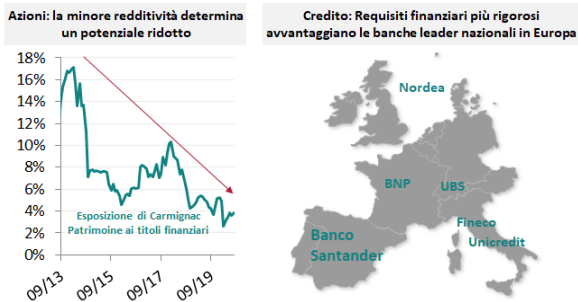 Azioni: la minore redditività determina
un potenziale ridotto
18%
16%
14%
12%
10%
8%
6%
4%
2%
0%
Esposizione di Carmignac
Patrimoine ai titoli finanziari
09/13
09/15
09/17
09/19
Credito: Requisiti finanziari più rigorosi
avvantaggiano le banche leader nazionali in Europa
Nordea
BNP
UBS
Fineco
Unicredit
Banco
Santander